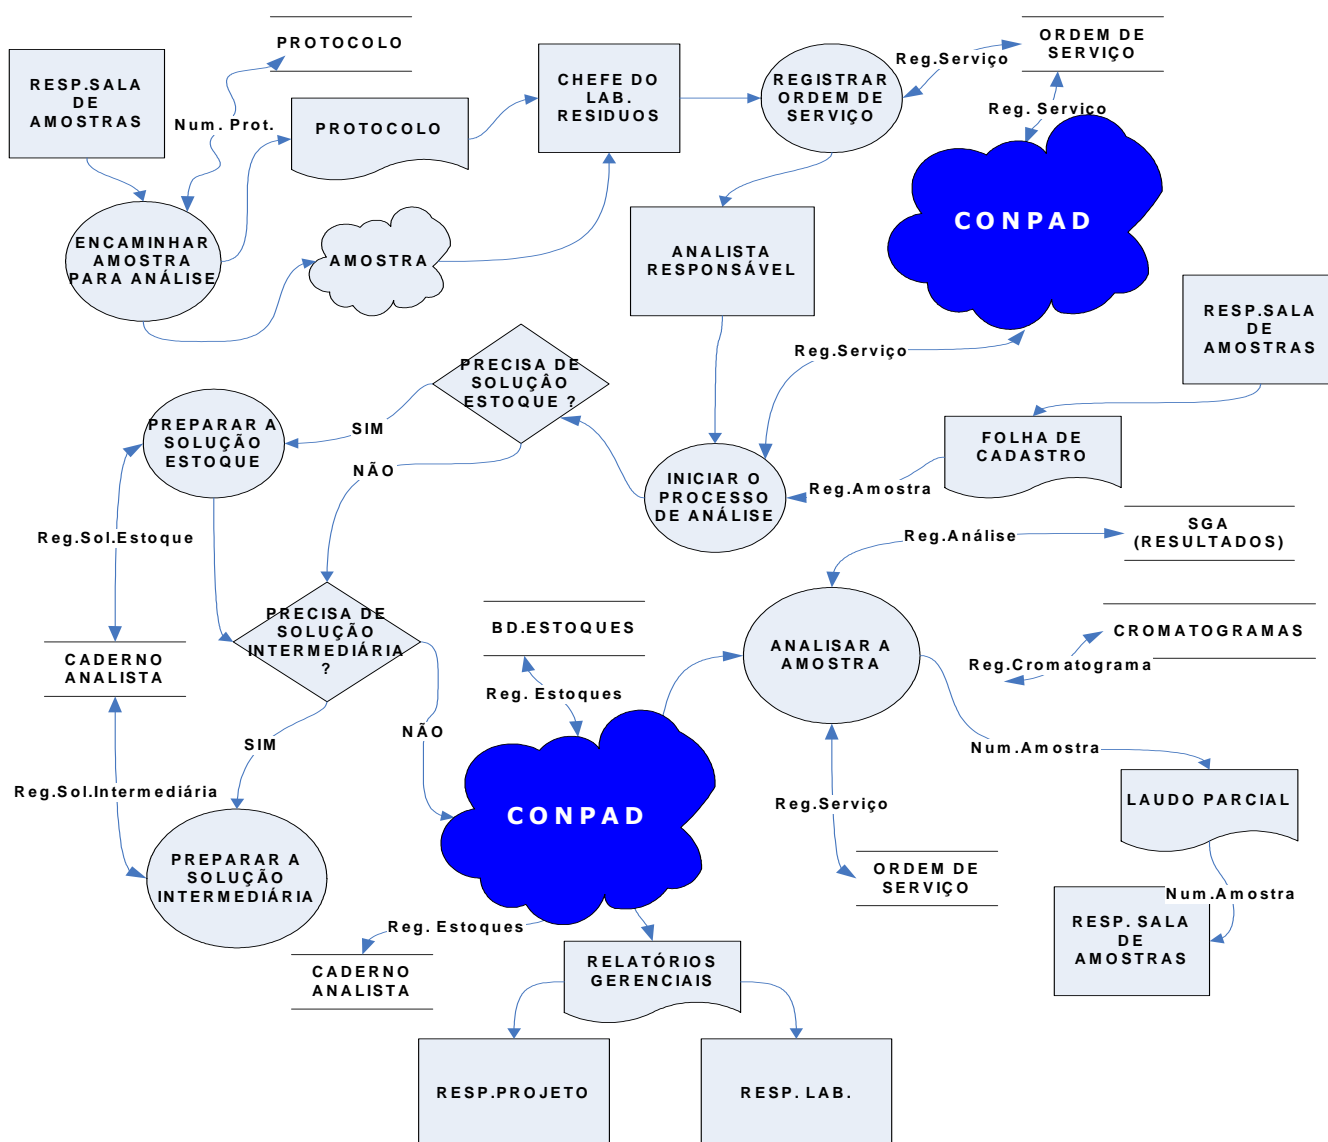 PROTOCOLO
ORDEM DE
SERVIÇO
RESP.SALA
DE
AMOSTRAS
Num. Prot.
PROTOCOLO
CHEFE DO
LAB.
RESIDUOS
REGISTRAR
ORDEM DE
SERVIÇO
Reg.Serviço
Reg. Serviço
CONPAD
ENCAMINHAR
AMOSTRA
PARA ANÁLISE
AMOSTRA
ANALISTA
RESPONSÁVEL
RESP.SALA
DE
AMOSTRAS
Reg.Serviço
PRECISA DE
SOLUÇÂO
ESTOQUE ?
SIM
NÃO
PREPARAR A
SOLUÇÃO
ESTOQUE
INICIAR O
PROCESSO
DE ANÁLISE
FOLHA DE
CADASTRO
Reg.Amostra
Reg.Sol.Estoque
Reg.Análise
SGA
(RESULTADOS)
PRECISA DE
SOLUÇÃO
INTERMEDIÁRIA
?
BD.ESTOQUES
ANALISAR A
AMOSTRA
CROMATOGRAMAS
Reg.Cromatograma
CADERNO
ANALISTA
Reg. Estoques
NÃO
SIM
Num.Amostra
Reg.Sol.Intermediária
CONPAD
Reg.Serviço
LAUDO PARCIAL
PREPARAR A
SOLUÇÃO
INTERMEDIÁRIA
ORDEM DE
SERVIÇO
Num.Amostra
Reg. Estoques
RESP. SALA
DE
AMOSTRAS
CADERNO
ANALISTA
RELATÓRIOS
GERENCIAIS
RESP.PROJETO
RESP. LAB.